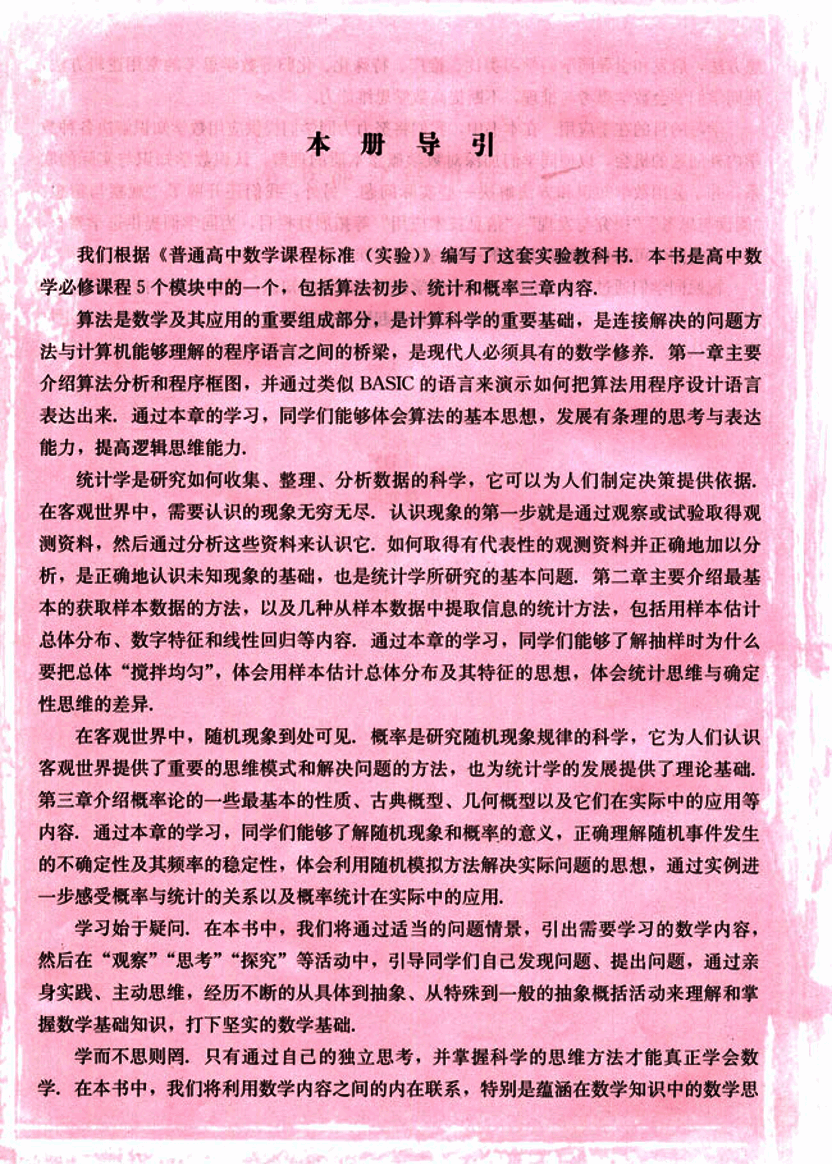 本 册 导 引
我们根据《普通高中数学课程标准（实验）》编写了这套实验教科书. 本书是高中数
学必修课程5个模块中的一个，包括算法初步、统计和概率三章内容.
算法是数学及其应用的重要组成部分，是计算科学的重要基础，是连接解决的问题方
法与计算机能够理解的程序语言之间的桥梁，是现代人必须具有的数学修养. 第一章主要
介绍算法分析和程序框图，并通过类似 BASIC 的语言来演示如何把算法用程序设计语言
表达出来. 通过本章的学习，同学们能够体会算法的基本思想，发展有条理的思考与表达
能力，提高逻辑思维能力.
统计学是研究如何收集、整理、分析数据的科学，它可以为人们制定决策提供依据.
在客观世界中，需要认识的现象无穷无尽. 认识现象的第一步就是通过观察或试验取得观
测资料，然后通过分析这些资料来认识它. 如何取得有代表性的观测资料并正确地加以分
析，是正确地认识未知现象的基础，也是统计学所研究的基本问题. 第二章主要介绍最基
本的获取样本数据的方法，以及几种从样本数据中提取信息的统计方法，包括用样本估计
总体分布、数字特征和线性回归等内容. 通过本章的学习，同学们能够了解抽样时为什么
要把总体“搅拌均匀”，体会用样本估计总体分布及其特征的思想，体会统计思维与确定
性思维的差异.
在客观世界中，随机现象到处可见. 概率是研究随机现象规律的科学，它为人们认识
客观世界提供了重要的思维模式和解决问题的方法，也为统计学的发展提供了理论基础.
第三章介绍概率论的一些最基本的性质、古典概型、几何概型以及它们在实际中的应用等
内容. 通过本章的学习，同学们能够了解随机现象和概率的意义，正确理解随机事件发生
的不确定性及其频率的稳定性，体会利用随机模拟方法解决实际问题的思想，通过实例进
一步感受概率与统计的关系以及概率统计在实际中的应用.
学习始于疑问. 在本书中，我们将通过适当的问题情景，引出需要学习的数学内容，
然后在“观察”“思考”“探究”等活动中，引导同学们自己发现问题、提出问题，通过亲
身实践、主动思维，经历不断的从具体到抽象、从特殊到一般的抽象概括活动来理解和掌
握数学基础知识，打下坚实的数学基础.
学而不思则罔. 只有通过自己的独立思考，并掌握科学的思维方法才能真正学会数
学. 在本书中，我们将利用数学内容之间的内在联系，特别是蕴涵在数学知识中的数学思